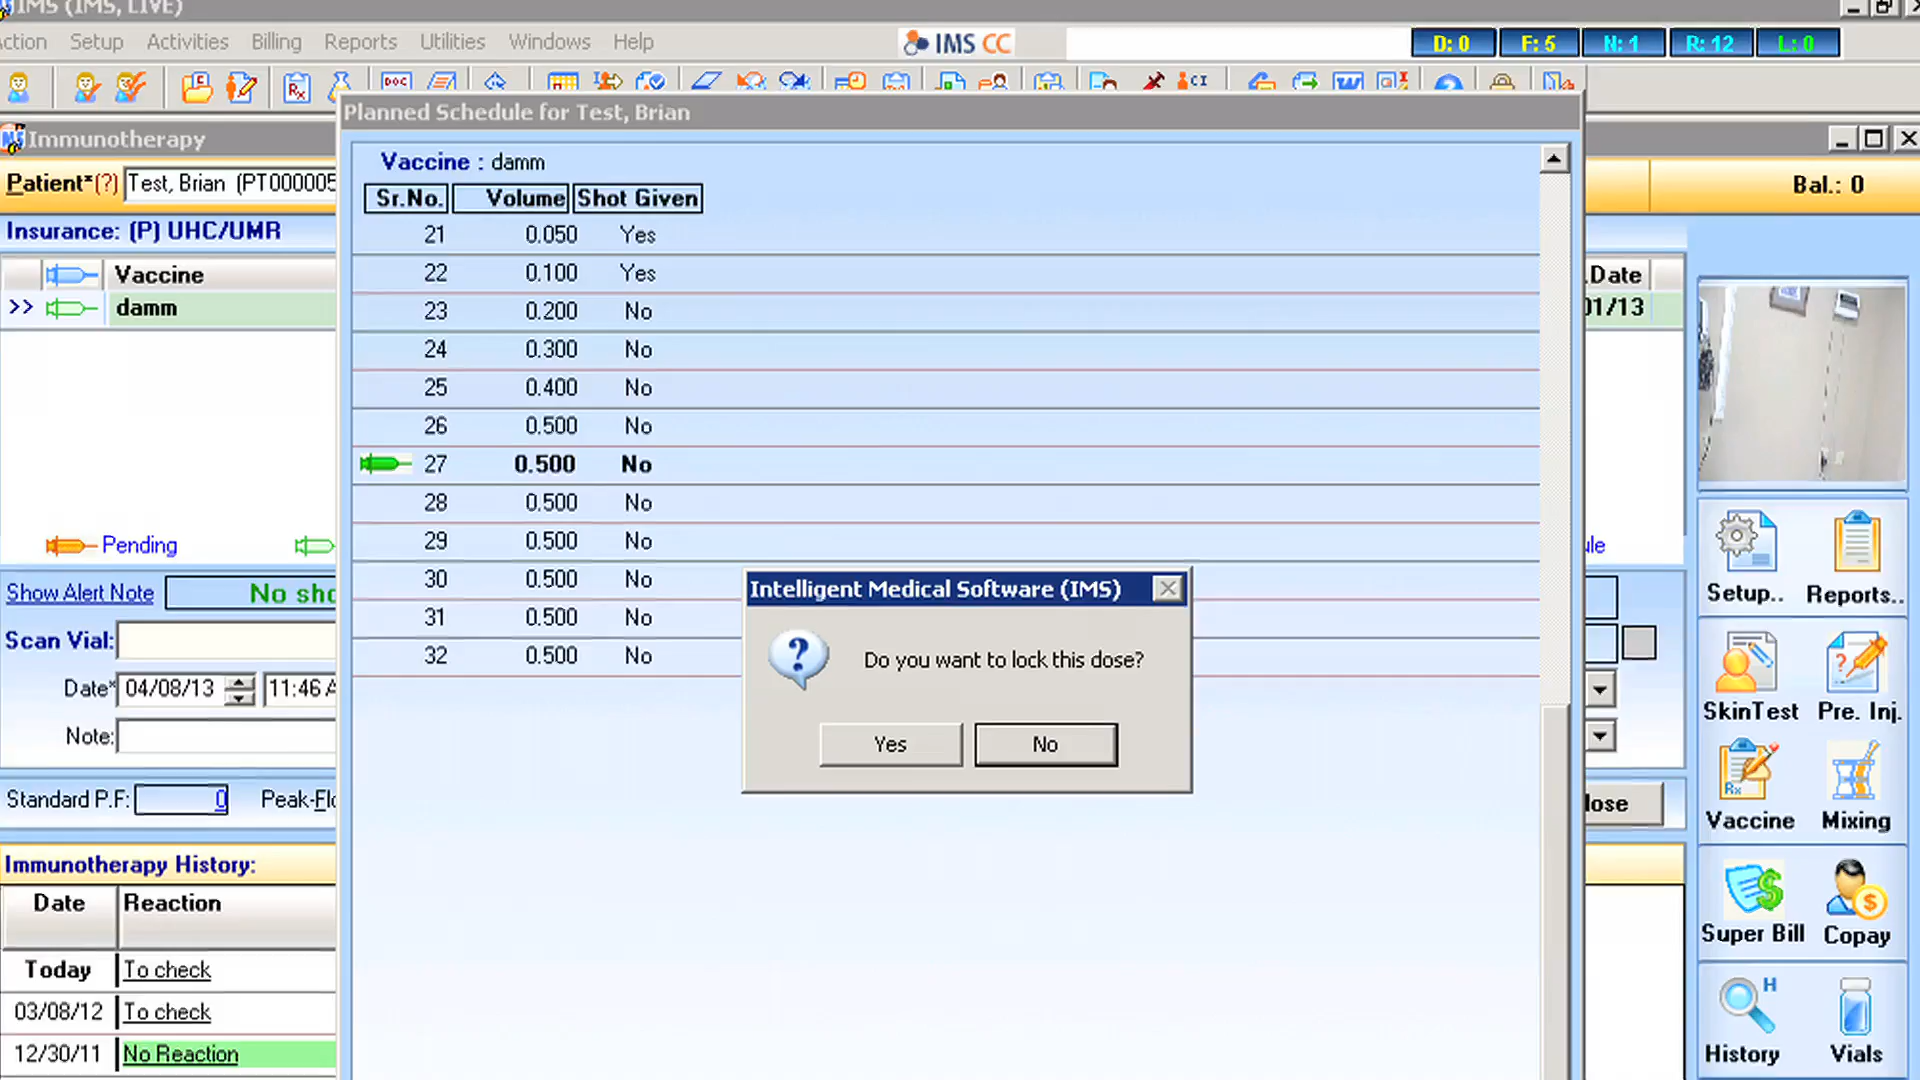 IMS (IMS, LIVE)
ction Setup Activities Billing Reports Utilities Windows Help
IMS CC
D: 0 F: 5 N: 1 R: 12 L: 0
DOC
CI
Planned Schedule for Test, Brian
Immunotherapy
Patient*(?) Test, Brian (PT000005
Bal.: 0
Insurance: (P) UHC/UMR
Vaccine
>> damm
.Date
01/13
Vaccine : damm
Sr.No. Volume Shot Given
21 0.050 Yes
22 0.100 Yes
23 0.200 No
24 0.300 No
25 0.400 No
26 0.500 No
27 0.500 No
28 0.500 No
29 0.500 No
30 0.500 No
31 0.500 No
32 0.500 No
Pending
ule
Show Alert Note No sho
Scan Vial:
Date* 04/08/13 11:46 A
Note:
Standard P.F: 0 Peak-Flo
lose
Intelligent Medical Software (IMS)
Do you want to lock this dose?
Yes No
Immunotherapy History:
Date Reaction
Today To check
03/08/12 To check
12/30/11 No Reaction
Setup.. Reports..
SkinTest Pre. Inj.
Vaccine Mixing
Super Bill Copay
History Vials